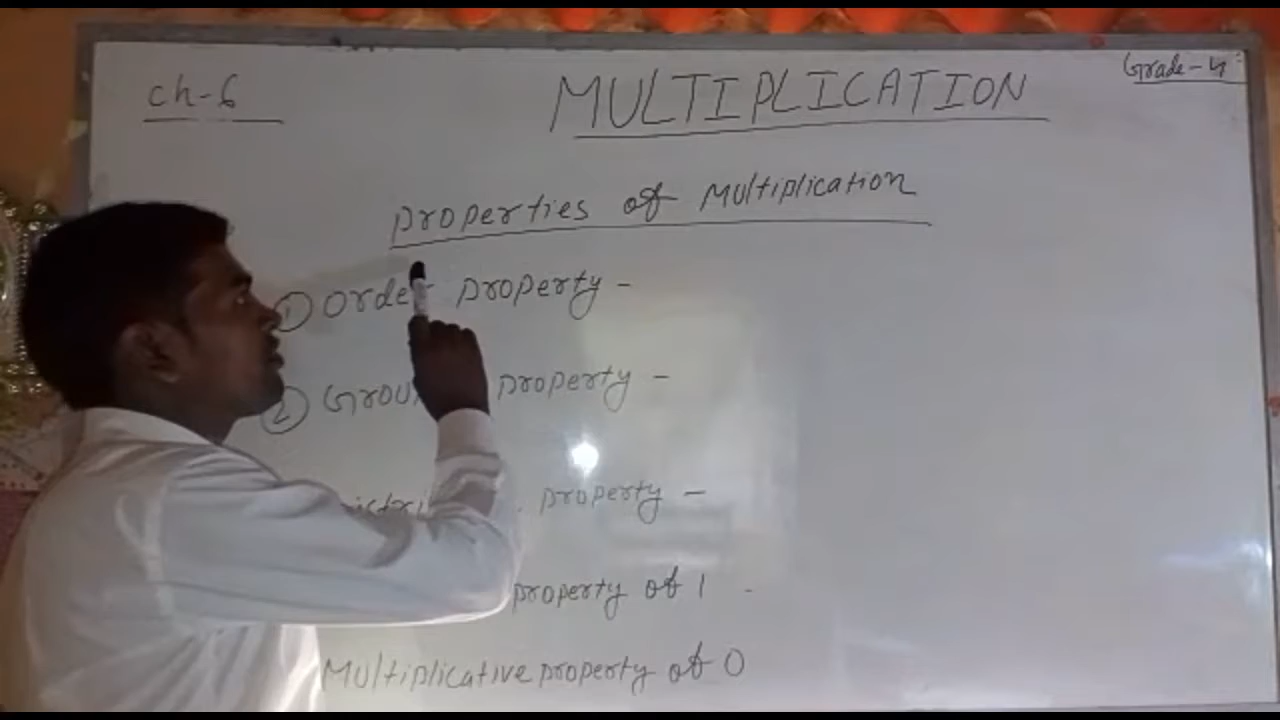 ch-6
MULTIPLICATION
Grade-4
Properties of Multiplication
① Order property -
② property -
property -
property of 1 -
Multiplicative property of 0